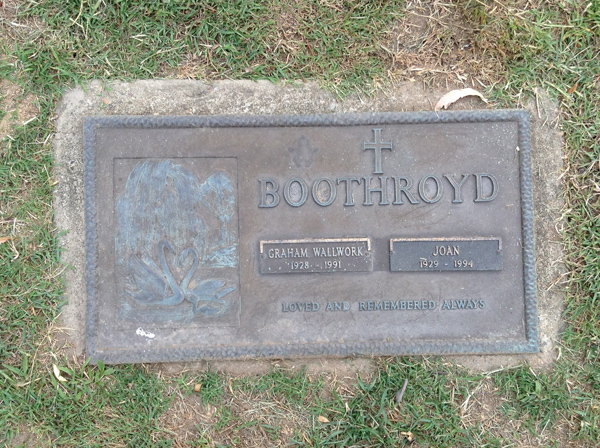 BOOTHROYD
GRAHAM WALLWORK
1928 - 1991
JOAN
1929 - 1994
LOVED AND REMEMBERED ALWAYS